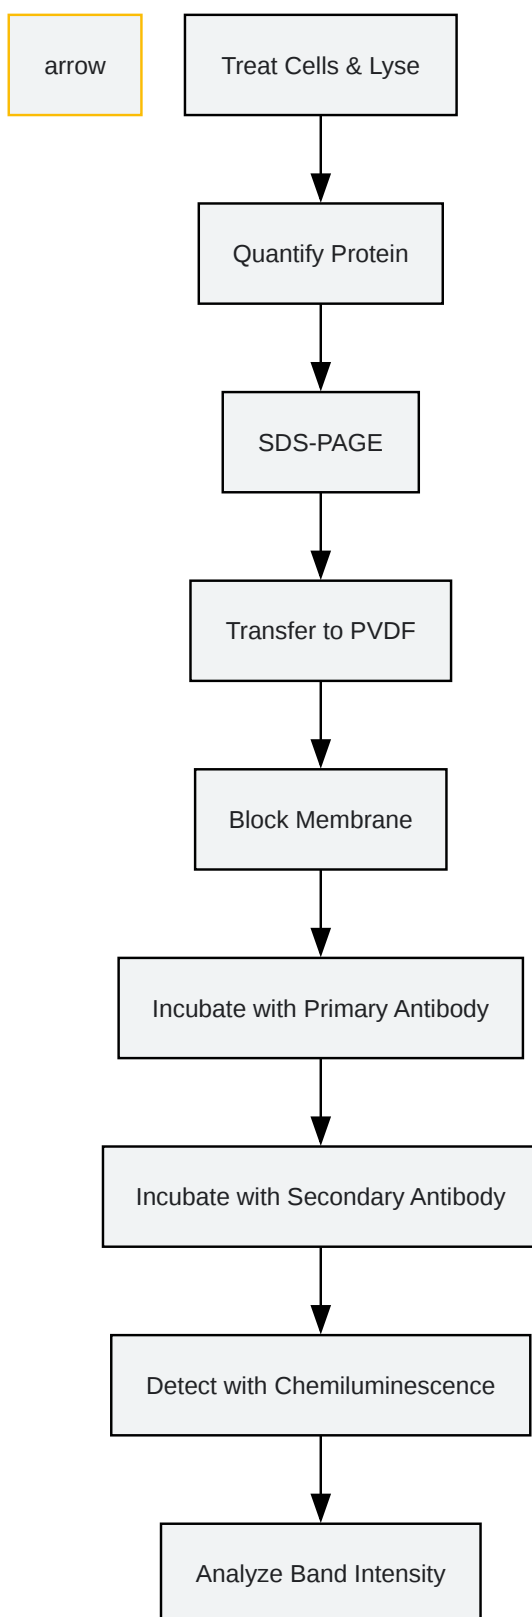 arrow
Treat Cells & Lyse
Quantify Protein
SDS-PAGE
Transfer to PVDF
Block Membrane
Incubate with Primary Antibody
Incubate with Secondary Antibody
Detect with Chemiluminescence
Analyze Band Intensity